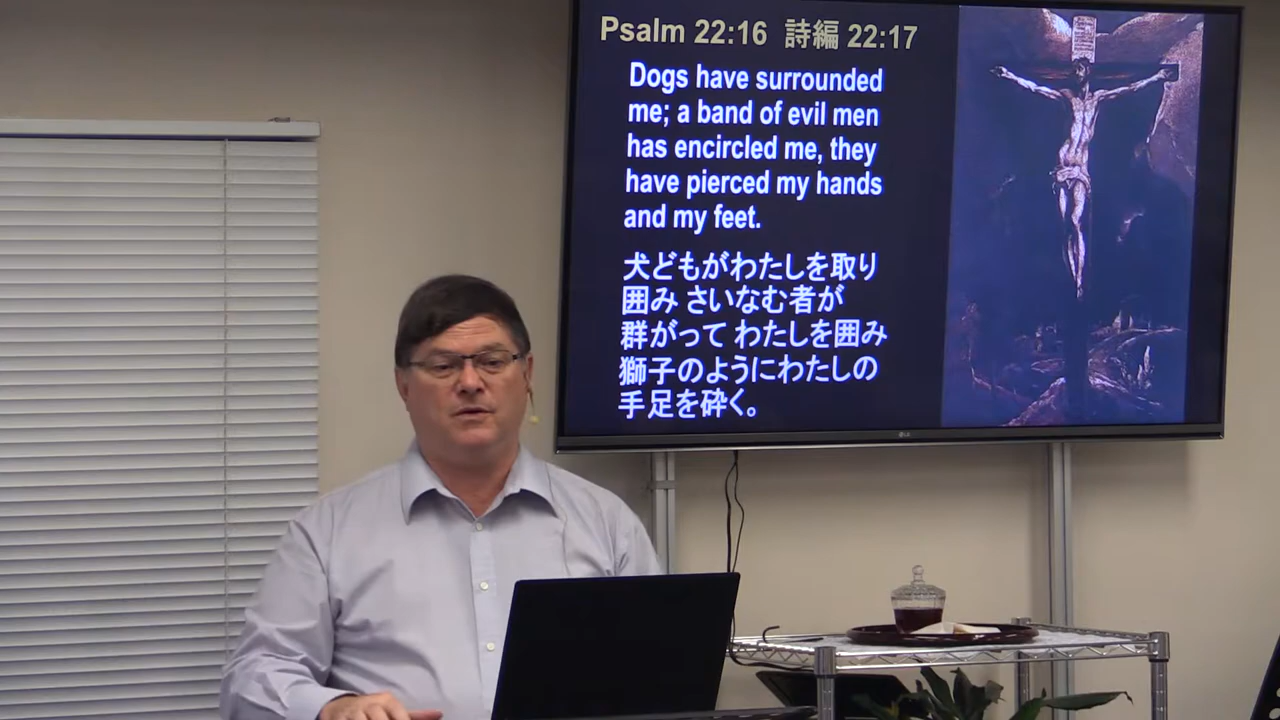 Psalm 22:16 詩編 22:17
Dogs have surrounded
me; a band of evil men
has encircled me, they
have pierced my hands
and my feet.
犬どもがわたしを取り
囲み さいなむ者が
群がって わたしを囲み
獅子のようにわたしの
手足を砕く。
LG